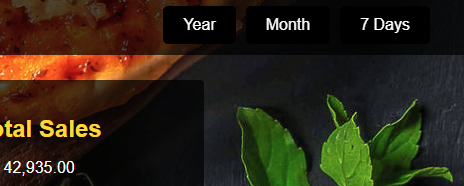 Year Month 7 Days
otal Sales
42,935.00